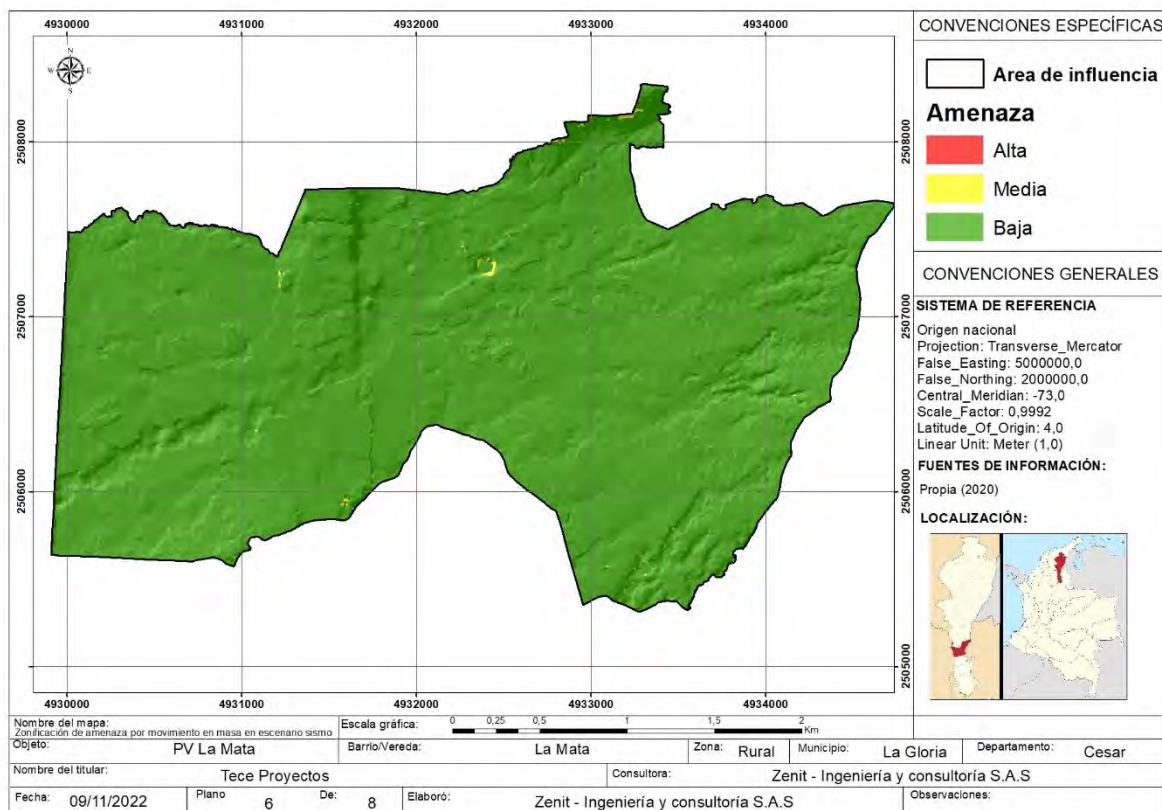 4930000 4931000 4932000 4933000 4934000
N
W E
S
2508000 2508000
2507000 2507000
2506000 2506000
2505000 2505000
4930000 4931000 4932000 4933000 4934000
CONVENCIONES ESPECÍFICAS
Area de influencia
Amenaza
Alta
Media
Baja
CONVENCIONES GENERALES
SISTEMA DE REFERENCIA
Origen nacional
Projection: Transverse_Mercator
False_Easting: 5000000,0
False_Northing: 2000000,0
Central_Meridian: -73,0
Scale_Factor: 0,9992
Latitude_Of_Origin: 4,0
Linear Unit: Meter (1,0)
FUENTES DE INFORMACIÓN:
Propia (2020)
LOCALIZACIÓN:
Nombre del mapa:
Zonificación de amenaza por movimiento en masa en escenario sismo
Escala gráfica: 0 0,25 0,5 1 1,5 2
Km
Objeto: PV La Mata Barrio/Vereda: La Mata Zona: Rural Municipio: La Gloria Departamento: Cesar
Nombre del titular: Tece Proyectos Consultora: Zenit - Ingeniería y consultoría S.A.S
Fecha: 09/11/2022 Plano 6 De: 8 Elaboró: Zenit - Ingeniería y consultoría S.A.S Observaciones: